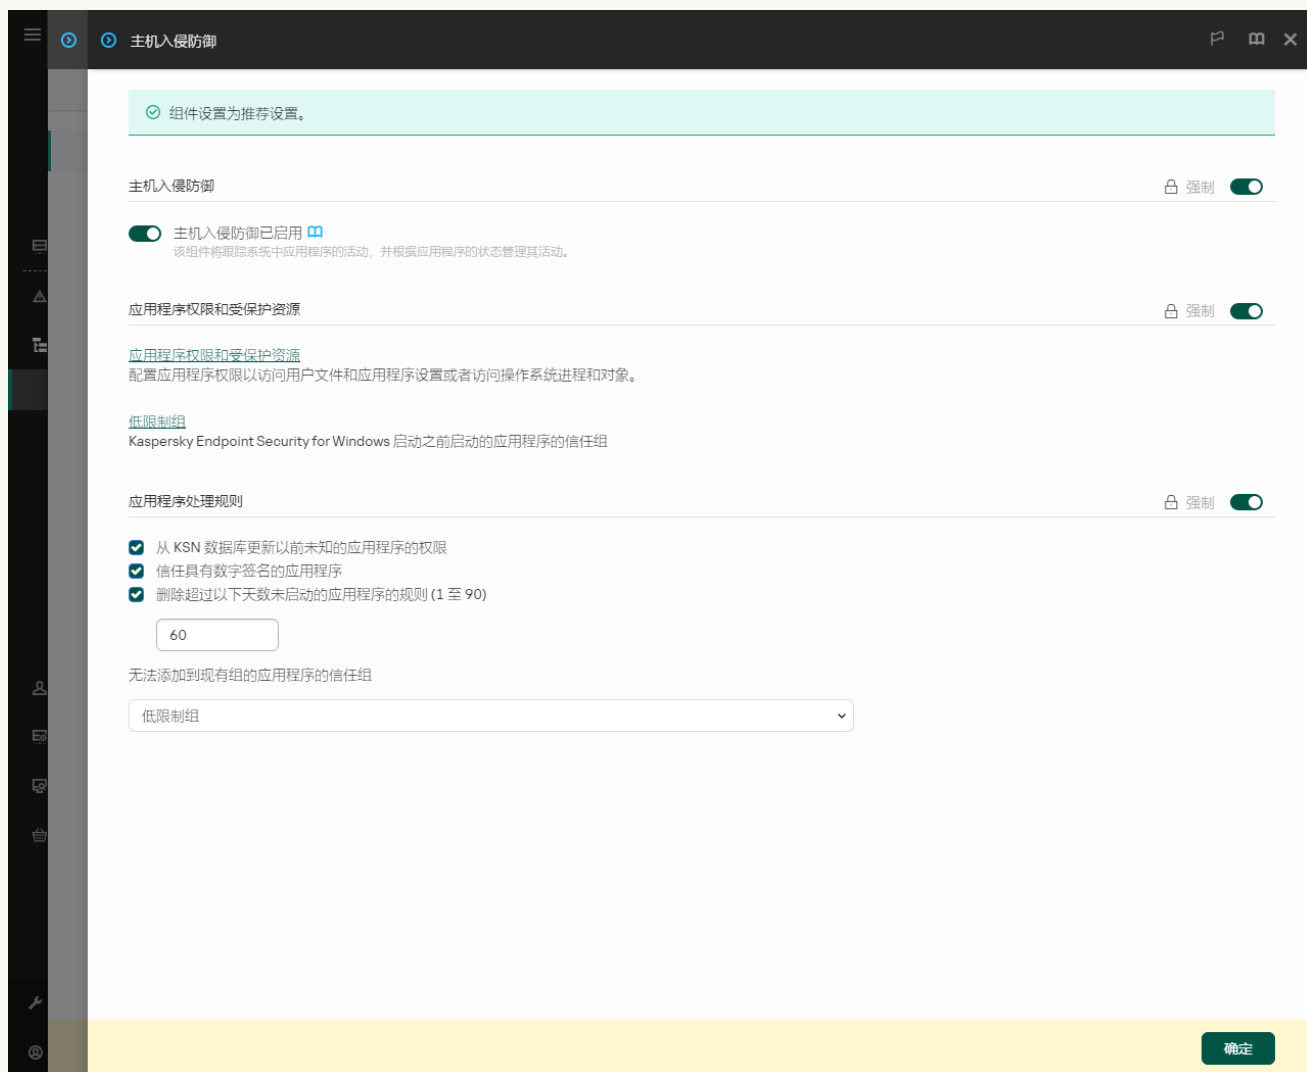 主机入侵防御
组件设置为推荐设置。
主机入侵防御
强制
主机入侵防御已启用
该组件将跟踪系统中应用程序的活动，并根据应用程序的状态管理其活动。
应用程序权限和受保护资源
强制
应用程序权限和受保护资源
配置应用程序权限以访问用户文件和应用程序设置或者访问操作系统进程和对象。
低限制组
Kaspersky Endpoint Security for Windows 启动之前启动的应用程序的信任组
应用程序处理规则
强制
从 KSN 数据库更新以前未知的应用程序的权限
信任具有数字签名的应用程序
删除超过以下天数未启动的应用程序的规则 (1 至 90)
60
无法添加到现有组的应用程序的信任组
低限制组
确定